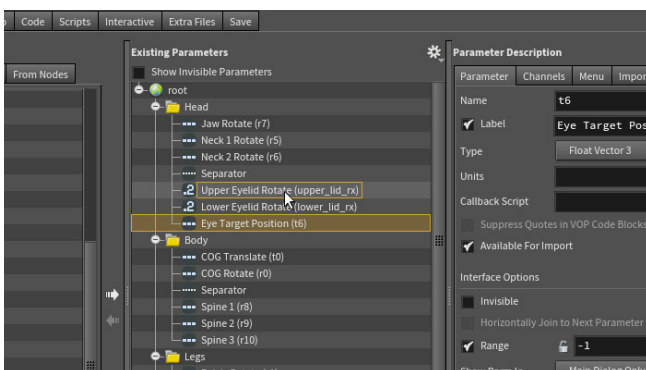 Code Scripts Interactive Extra Files Save
Existing Parameters
Parameter Description
From Nodes
Show Invisible Parameters
Parameter Channels Menu
root
Head
Name t6
Jaw Rotate (r7)
Label Eye Target
Neck 1 Rotate (r5)
Neck 2 Rotate (r6)
Type Float Vector 3
Separator
Units
Upper Eyelid Rotate (upper_lid_rx)
Callback Script
Lower Eyelid Rotate (lower_lid_rx)
Eye Target Position (t6)
Suppress Quotes in VOP Code Blocks
Body
Available For Import
COG Translate (t0)
COG Rotate (r0)
Interface Options
Separator
Invisible
Spine 1 (r8)
Horizontally Join to Next Parameter
Spine 2 (r9)
Spine 3 (r10)
Range -1
Legs